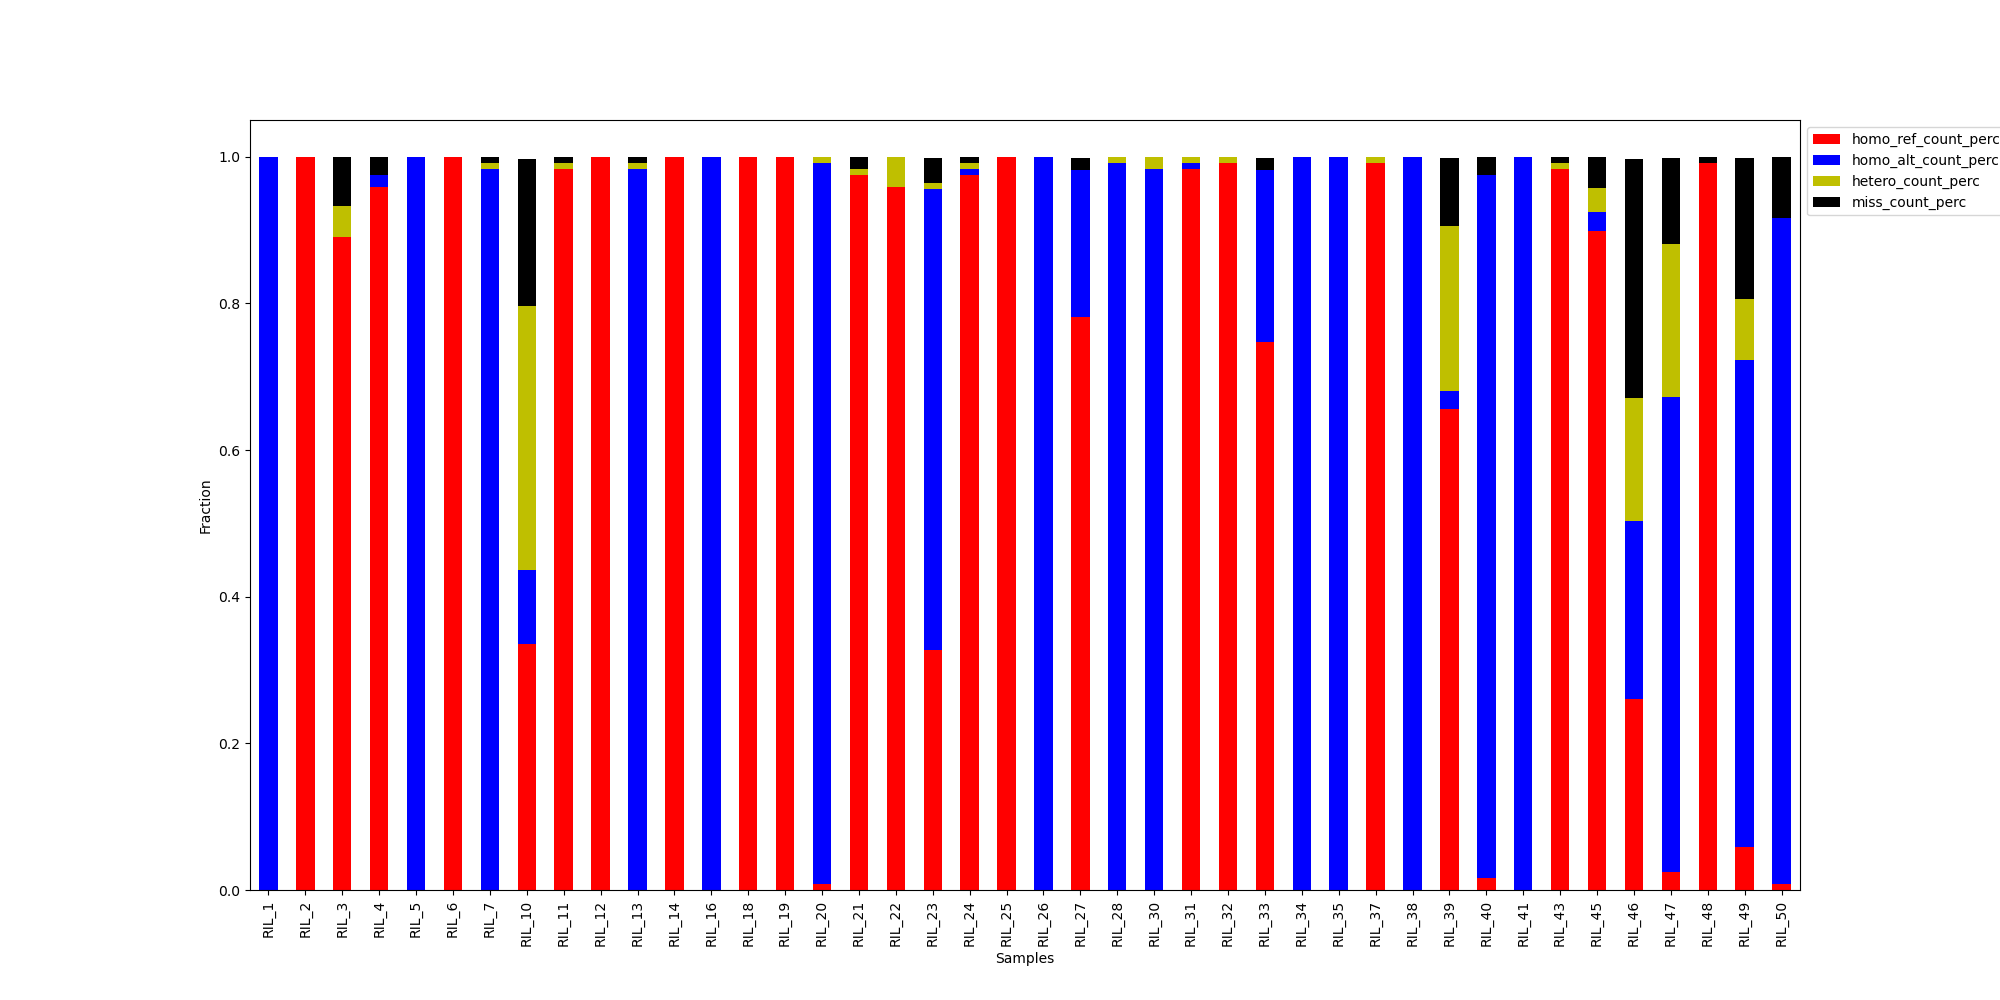 homo_ref_count_perc
homo_alt_count_perc
hetero_count_perc
miss_count_perc
1.0
0.8
0.6
0.4
0.2
0.0
Fraction
RIL_1
RIL_2
RIL_3
RIL_4
RIL_5
RIL_6
RIL_7
RIL_10
RIL_11
RIL_12
RIL_13
RIL_14
RIL_16
RIL_18
RIL_19
RIL_20
RIL_21
RIL_22
RIL_23
RIL_24
RIL_25
RIL_26
RIL_27
RIL_28
RIL_30
RIL_31
RIL_32
RIL_33
RIL_34
RIL_35
RIL_37
RIL_38
RIL_39
RIL_40
RIL_41
RIL_43
RIL_45
RIL_46
RIL_47
RIL_48
RIL_49
RIL_50
Samples